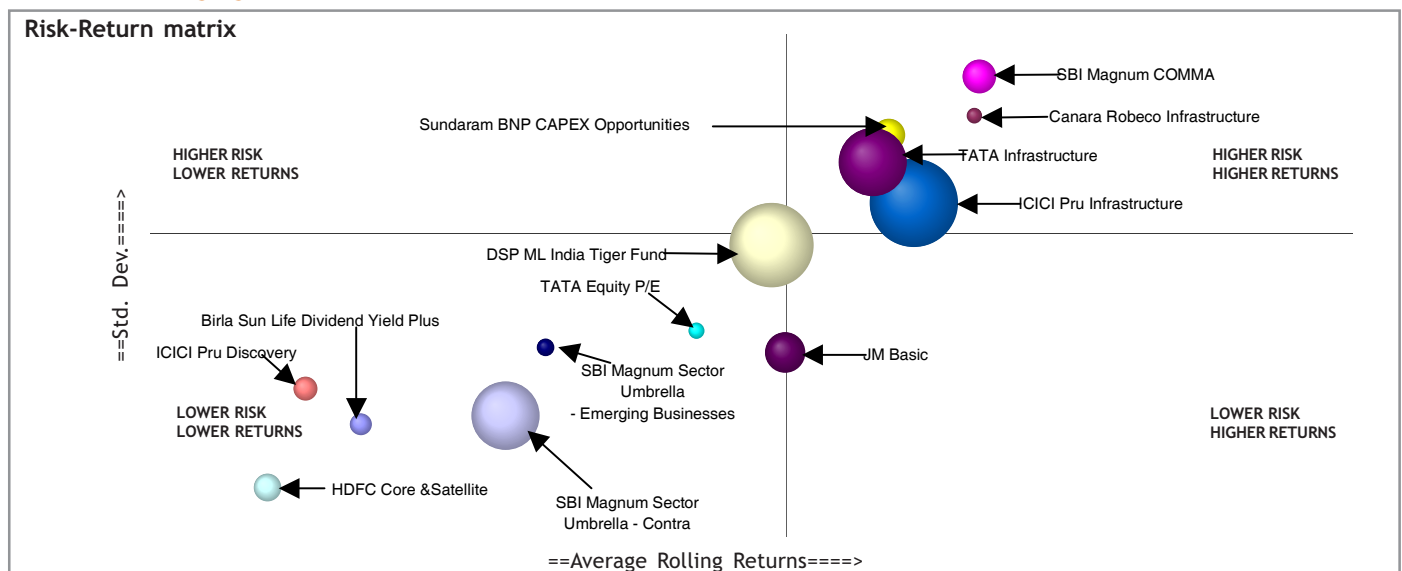 Risk-Return matrix
SBI Magnum COMMA
Canara Robeco Infrastructure
Sundaram BNP CAPEX Opportunities
HIGHER RISK
LOWER RETURNS
TATA Infrastructure
HIGHER RISK
HIGHER RETURNS
ICICI Pru Infrastructure
==Std. Dev.====>
DSP ML India Tiger Fund
TATA Equity P/E
Birla Sun Life Dividend Yield Plus
ICICI Pru Discovery
JM Basic
SBI Magnum Sector
Umbrella
- Emerging Businesses
LOWER RISK
LOWER RETURNS
LOWER RISK
HIGHER RETURNS
HDFC Core &Satellite
SBI Magnum Sector
Umbrella - Contra
==Average Rolling Returns====>